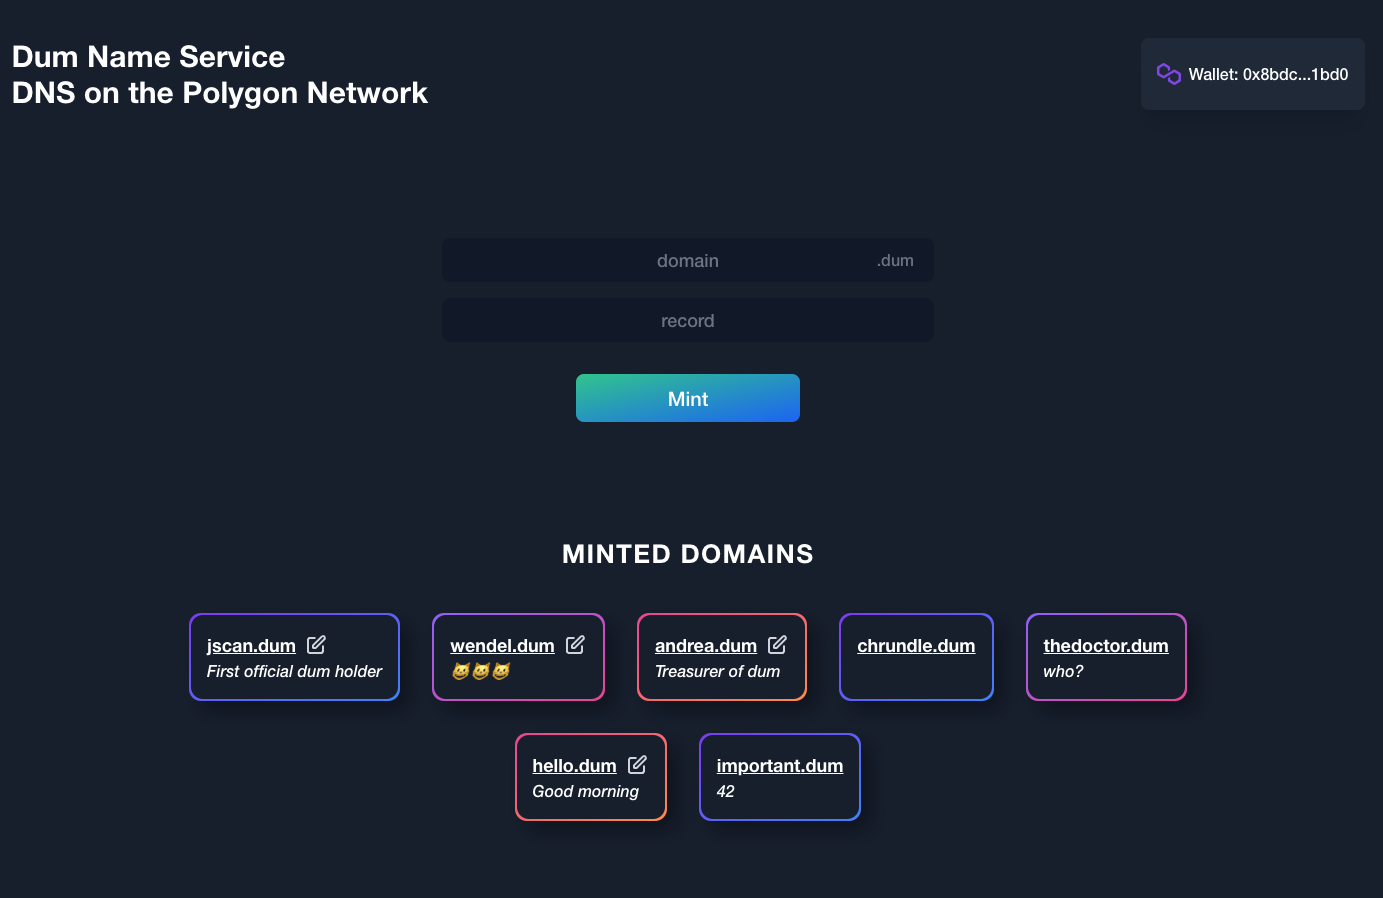 Dum Name Service
DNS on the Polygon Network
Wallet: 0x8bdc...1bd0
domain .dum
record
Mint
MINTED DOMAINS
jscan.dum
First official dum holder
wendel.dum
😺😺😺
andrea.dum
Treasurer of dum
chrundle.dum
thedoctor.dum
who?
hello.dum
Good morning
important.dum
42